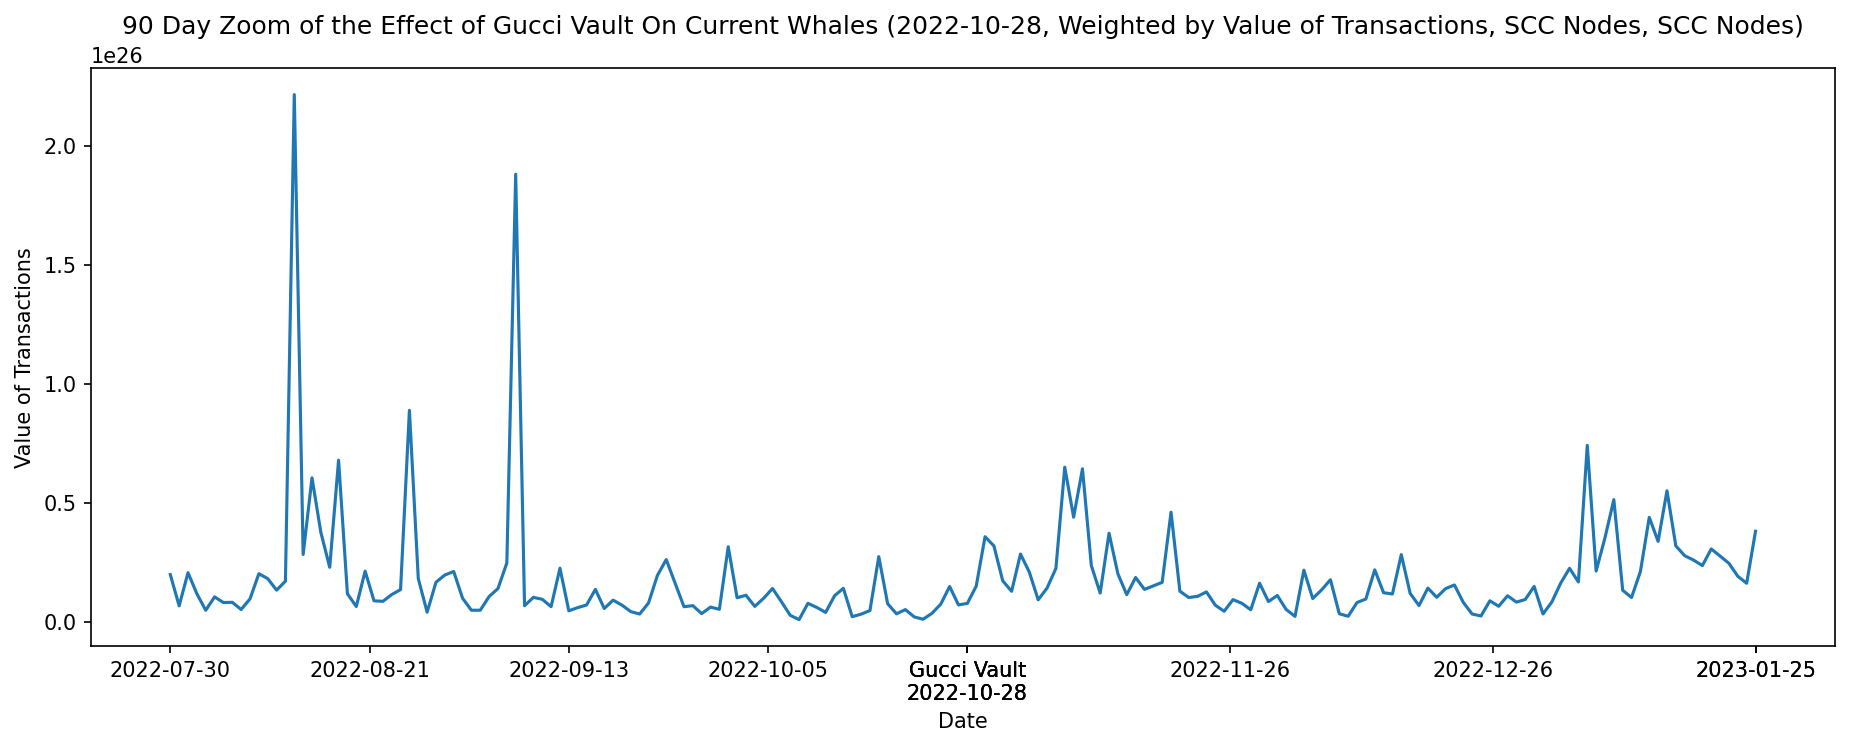 90 Day Zoom of the Effect of Gucci Vault On Current Whales (2022-10-28, Weighted by Value of Transactions, SCC Nodes, SCC Nodes)
1e26
2.0
1.5
1.0
0.5
0.0
Value of Transactions
2022-07-30 2022-08-21 2022-09-13 2022-10-05 Gucci Vault 2022-11-26 2022-12-26 2023-01-25
2022-10-28
Date